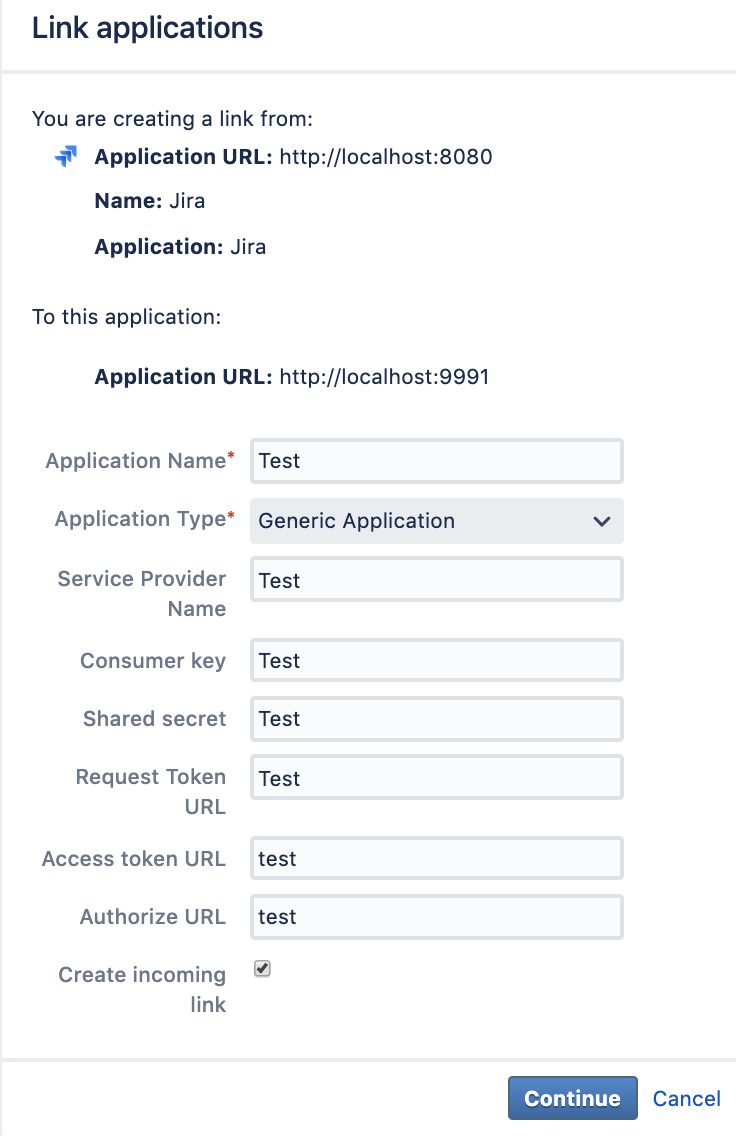 Link applications
You are creating a link from:
Application URL: http://localhost:8080
Name: Jira
Application: Jira
To this application:
Application URL: http://localhost:9991
Application Name* Test
Application Type* Generic Application
Service Provider
Name Test
Consumer key Test
Shared secret Test
Request Token
URL Test
Access token URL test
Authorize URL test
Create incoming
link
Continue Cancel